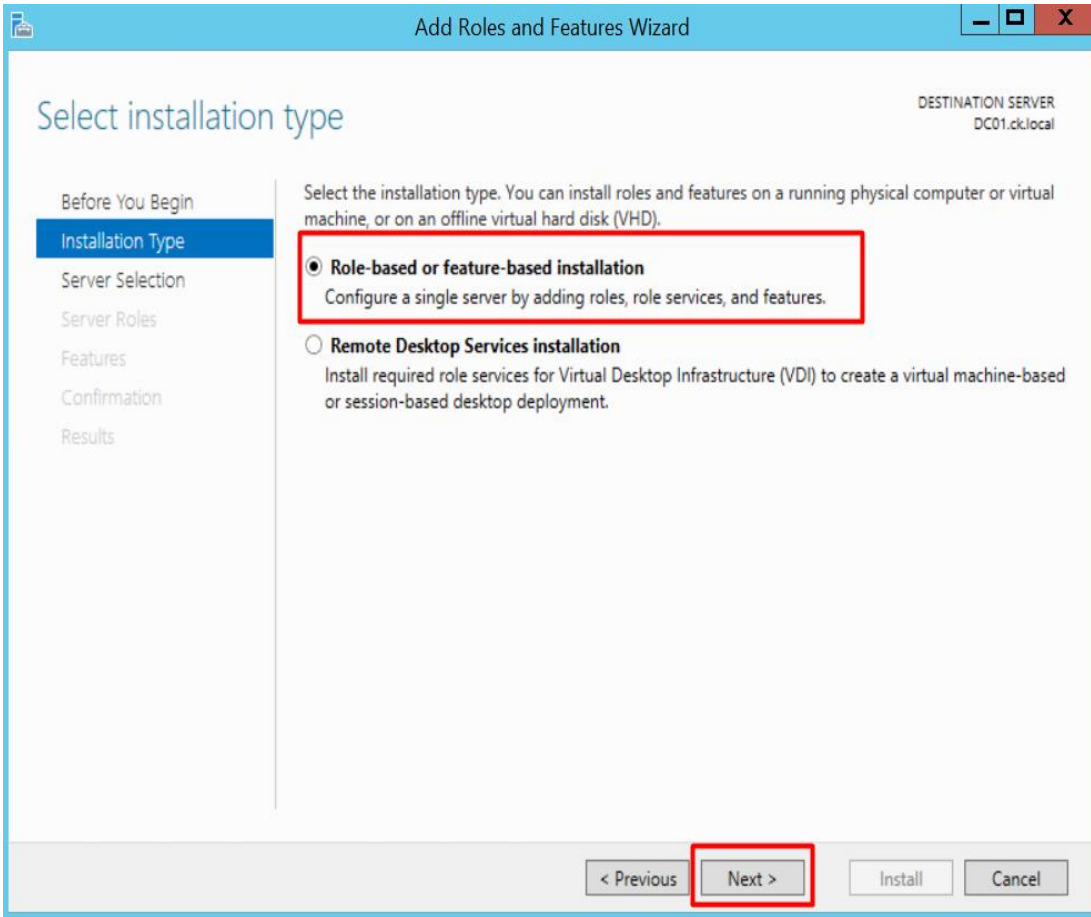 Add Roles and Features Wizard
X
Select installation type
DESTINATION SERVER
DC01.ck.local
Before You Begin
Installation Type
Server Selection
Server Roles
Features
Confirmation
Results
Select the installation type. You can install roles and features on a running physical computer or virtual
machine, or on an offline virtual hard disk (VHD).
Role-based or feature-based installation
Configure a single server by adding roles, role services, and features.
Remote Desktop Services installation
Install required role services for Virtual Desktop Infrastructure (VDI) to create a virtual machine-based
or session-based desktop deployment.
< Previous
Next >
Install
Cancel